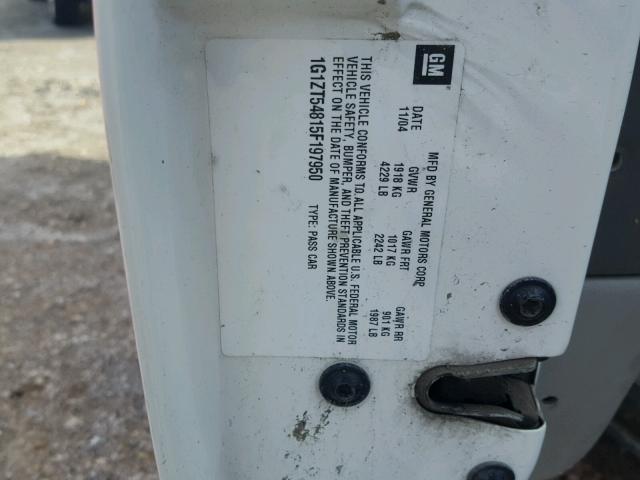 GM
MFD BY GENERAL MOTORS CORP
DATE GVWR GAWR FRT GAWR RR
11/04 1918 KG 1017 KG 901 KG
4229 LB 2242 LB 1987 LB
THIS VEHICLE CONFORMS TO ALL APPLICABLE U.S. FEDERAL MOTOR
VEHICLE SAFETY, BUMPER, AND THEFT PREVENTION STANDARDS IN
EFFECT ON THE DATE OF MANUFACTURE SHOWN ABOVE.
1G1ZT54815F197950 TYPE: PASS CAR